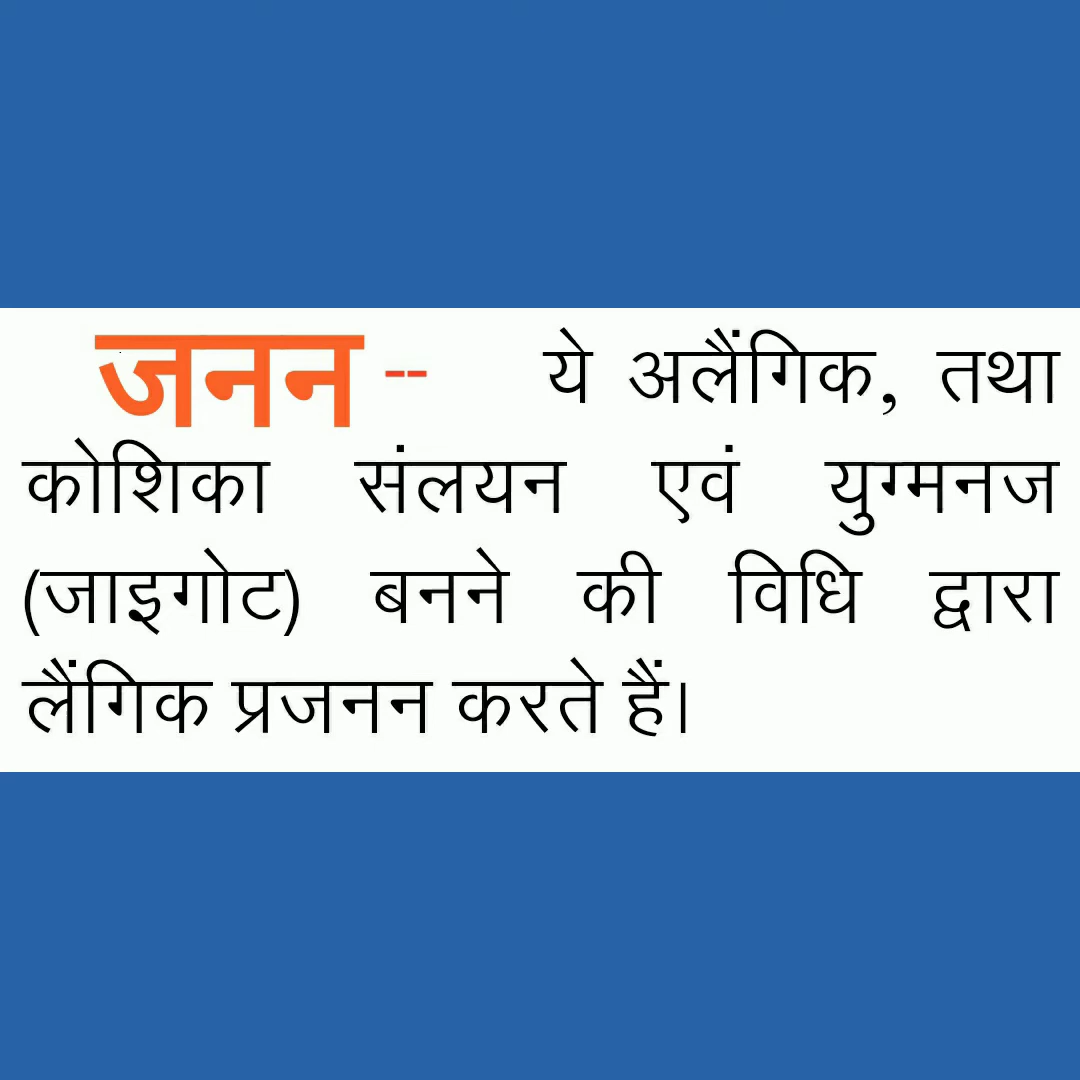 जनन -- ये अलैंगिक, तथा
कोशिका संलयन एवं युग्मनज
(जाइगोट) बनने की विधि द्वारा
लैंगिक प्रजनन करते हैं।